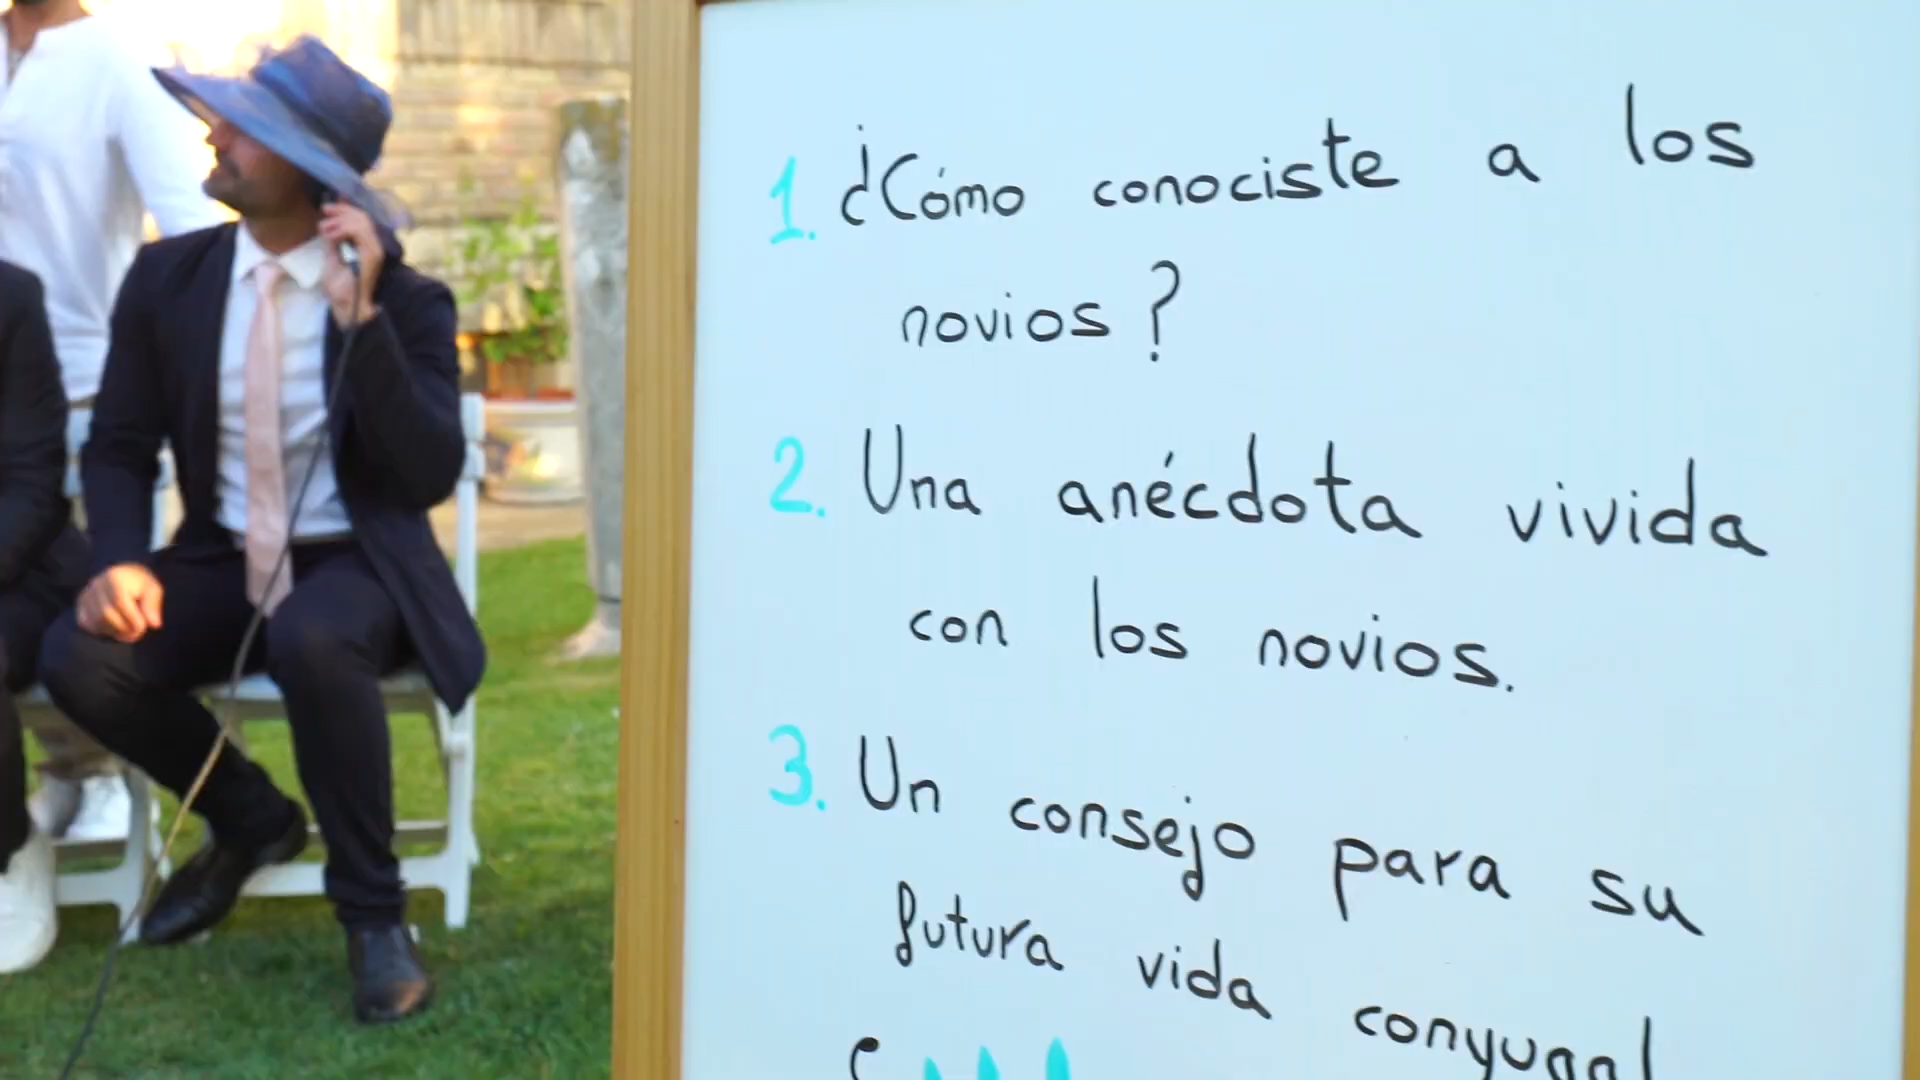 1. ¿Cómo conociste a los
novios?
2. Una anécdota vivida
con los novios.
3. Un consejo para su
futura vida conyugal